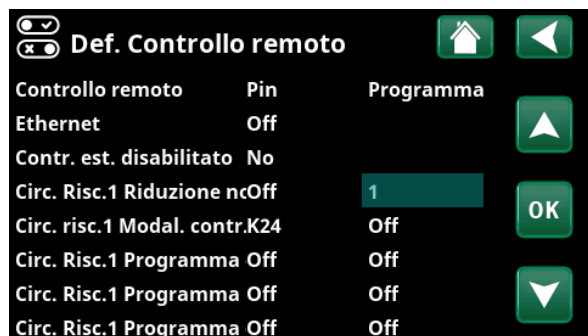 Def. Controllo remoto
Controllo remoto Pin Programma
Ethernet Off
Contr. est. disabilitato No
Circ. Risc.1 Riduzione no Off 1
OK
Circ. risc.1 Modal. contr. K24 Off
Circ. Risc.1 Programma Off Off
Circ. Risc.1 Programma Off Off
Circ. Risc.1 Programma Off Off